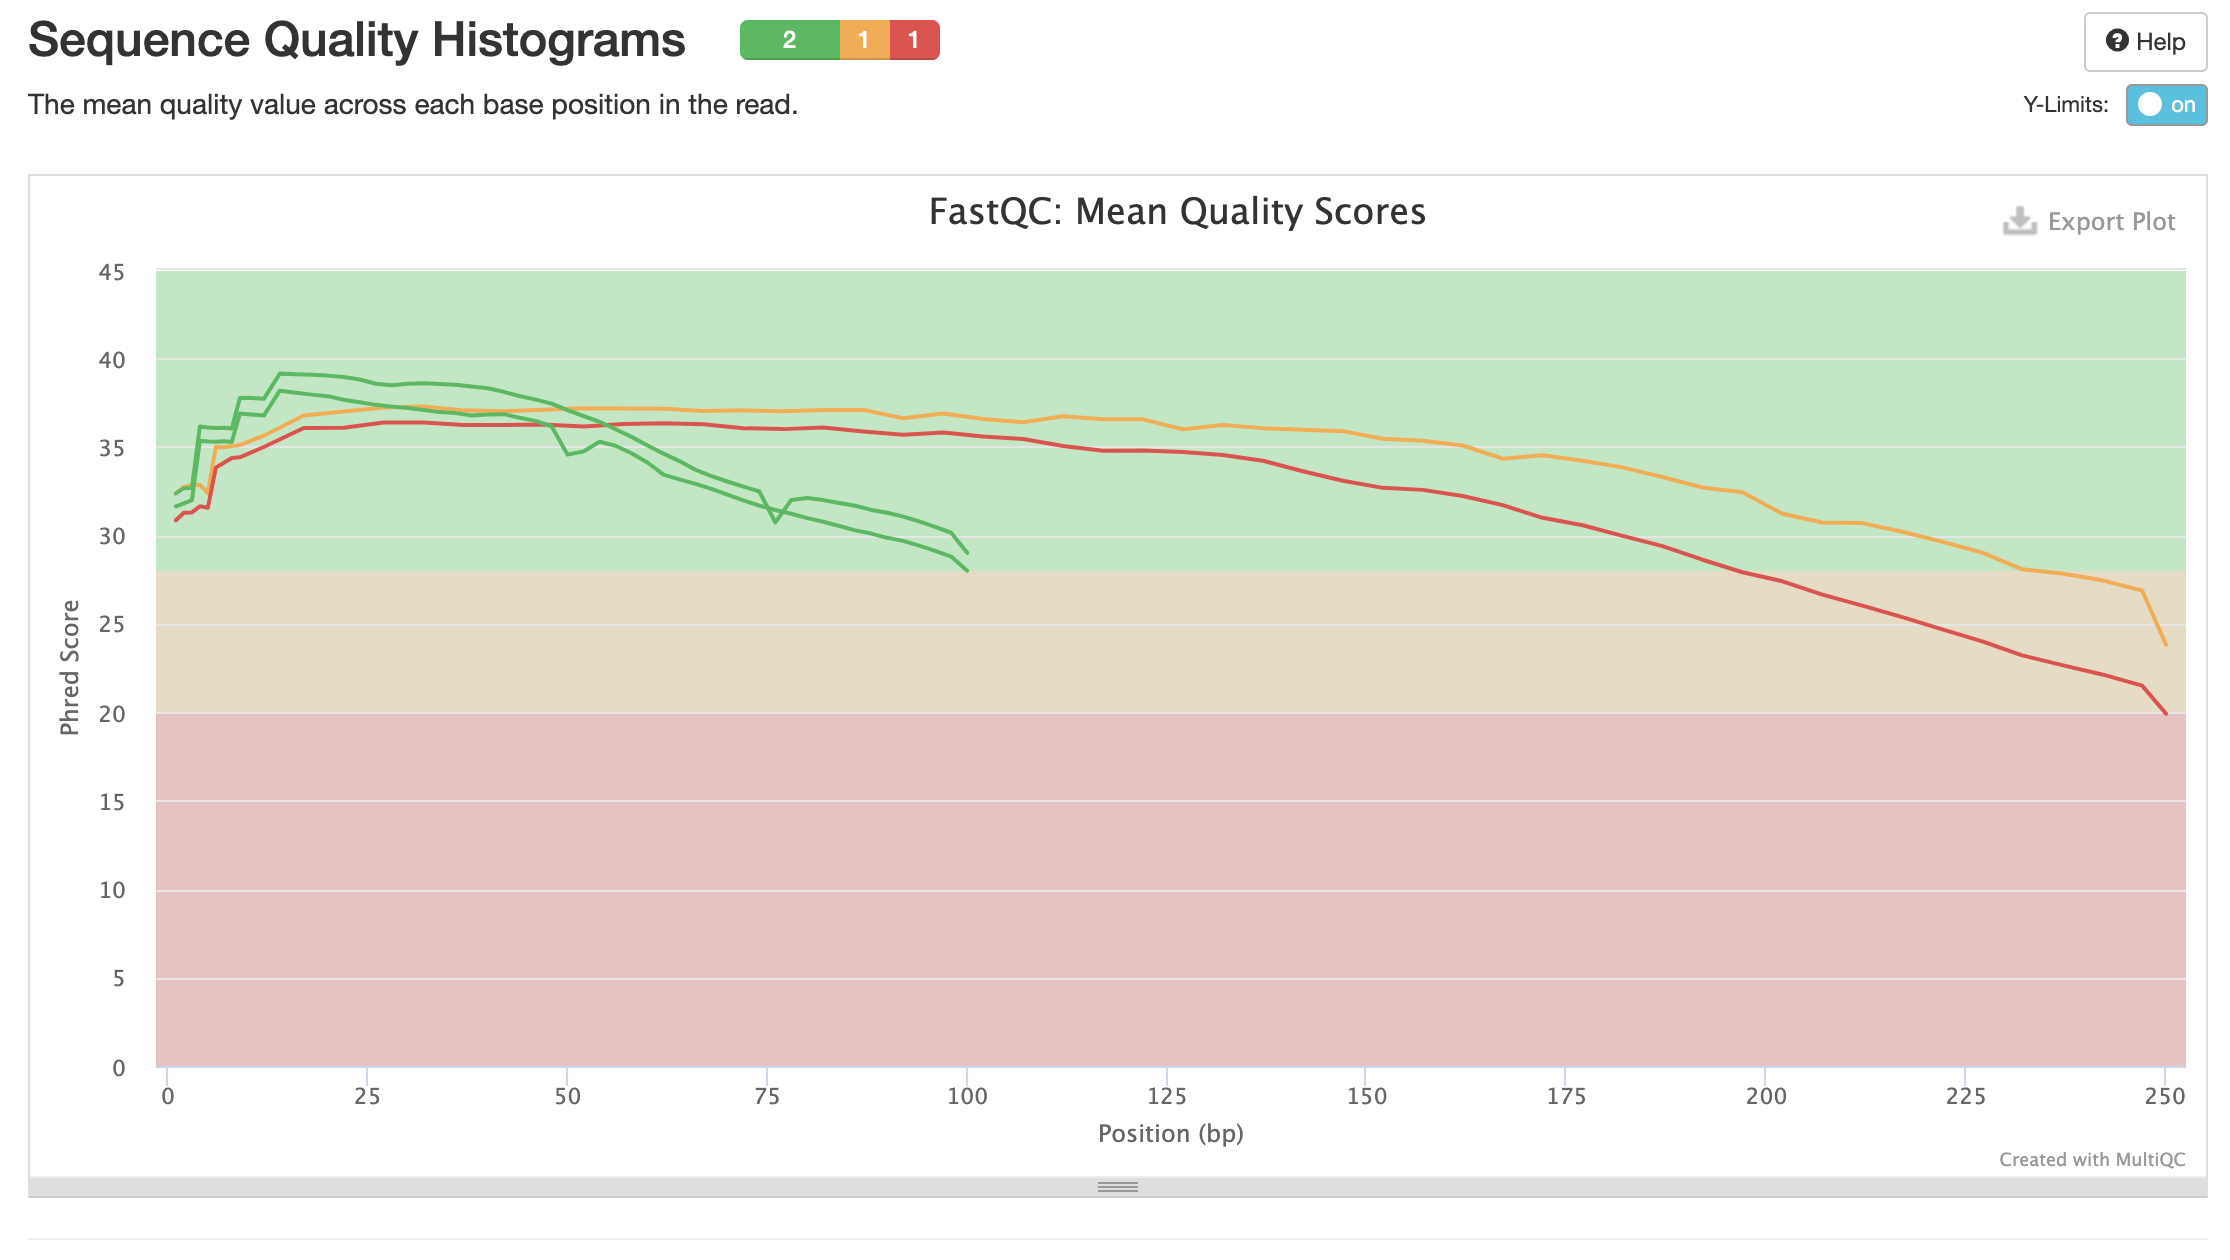 Sequence Quality Histograms
2 1 1
Help
The mean quality value across each base position in the read.
Y-Limits: on
FastQC: Mean Quality Scores
Export Plot
Phred Score
45
40
35
30
25
20
15
10
5
0
0 25 50 75 100 125 150 175 200 225 250
Position (bp)
Created with MultiQC